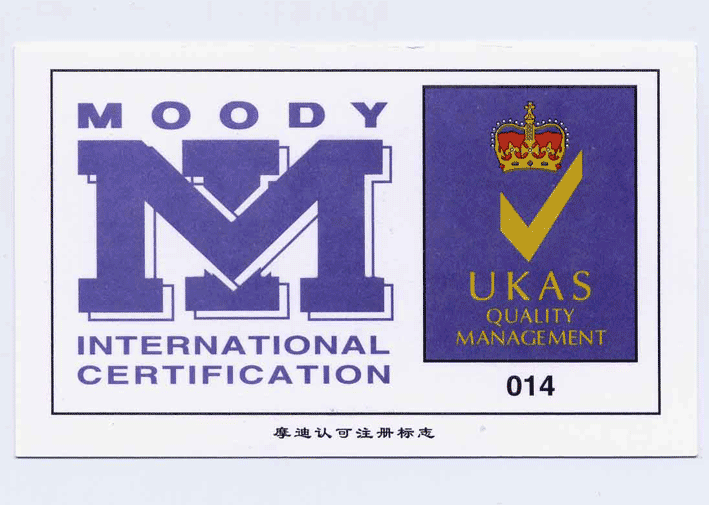 MOODY
M
INTERNATIONAL
CERTIFICATION
UKAS
QUALITY
MANAGEMENT
014
摩迪认可注册标志